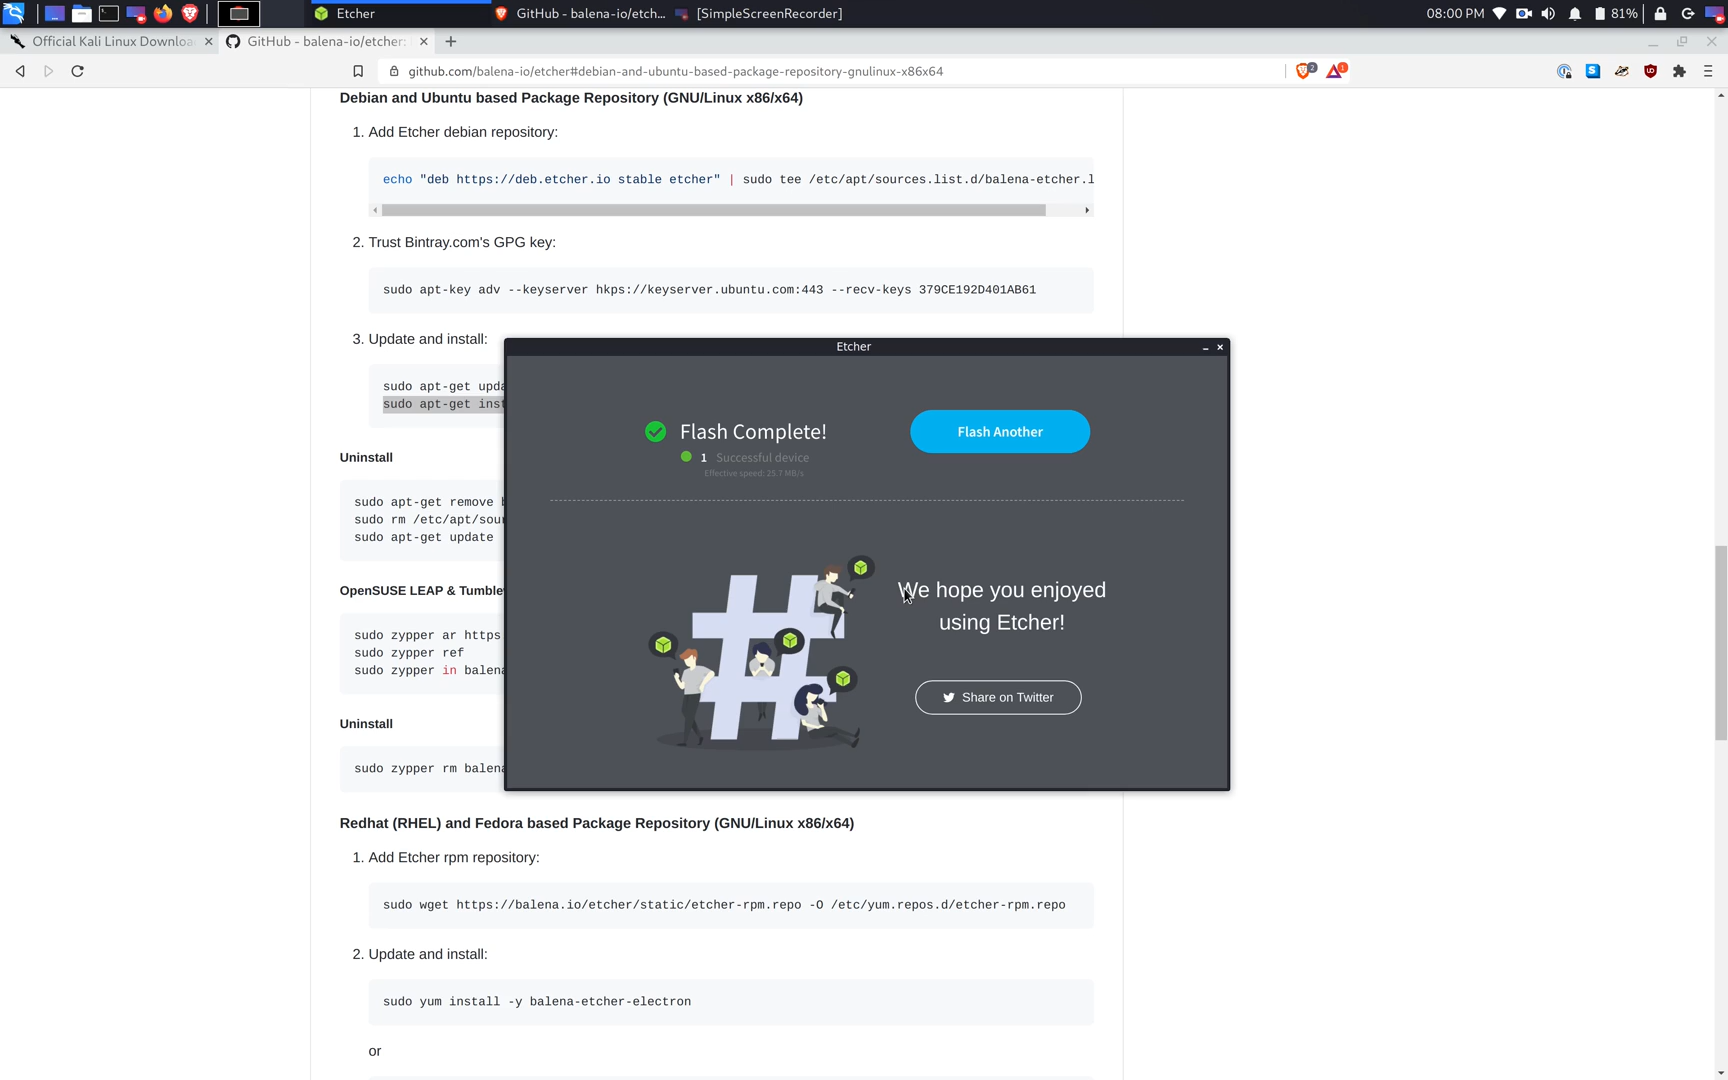 Etcher
GitHub - balena-io/etch...
[SimpleScreenRecorder]
08:00 PM
81%
Official Kali Linux Downloa
GitHub - balena-io/etcher:
github.com/balena-io/etcher#debian-and-ubuntu-based-package-repository-gnulinux-x86x64
2
1
Debian and Ubuntu based Package Repository (GNU/Linux x86/x64)
1. Add Etcher debian repository:
echo "deb https://deb.etcher.io stable etcher" | sudo tee /etc/apt/sources.list.d/balena-etcher.l
2. Trust Bintray.com's GPG key:
sudo apt-key adv --keyserver hkps://keyserver.ubuntu.com:443 --recv-keys 379CE192D401AB61
3. Update and install:
sudo apt-get upda
sudo apt-get inst
Uninstall
sudo apt-get remove b
sudo rm /etc/apt/sour
sudo apt-get update
OpenSUSE LEAP & Tumblew
sudo zypper ar https
sudo zypper ref
sudo zypper in balena
Uninstall
sudo zypper rm balena
Etcher
Flash Complete!
1 Successful device
Effective speed: 25.7 MB/s
Flash Another
We hope you enjoyed
using Etcher!
Share on Twitter
Redhat (RHEL) and Fedora based Package Repository (GNU/Linux x86/x64)
1. Add Etcher rpm repository:
sudo wget https://balena.io/etcher/static/etcher-rpm.repo -O /etc/yum.repos.d/etcher-rpm.repo
2. Update and install:
sudo yum install -y balena-etcher-electron
or